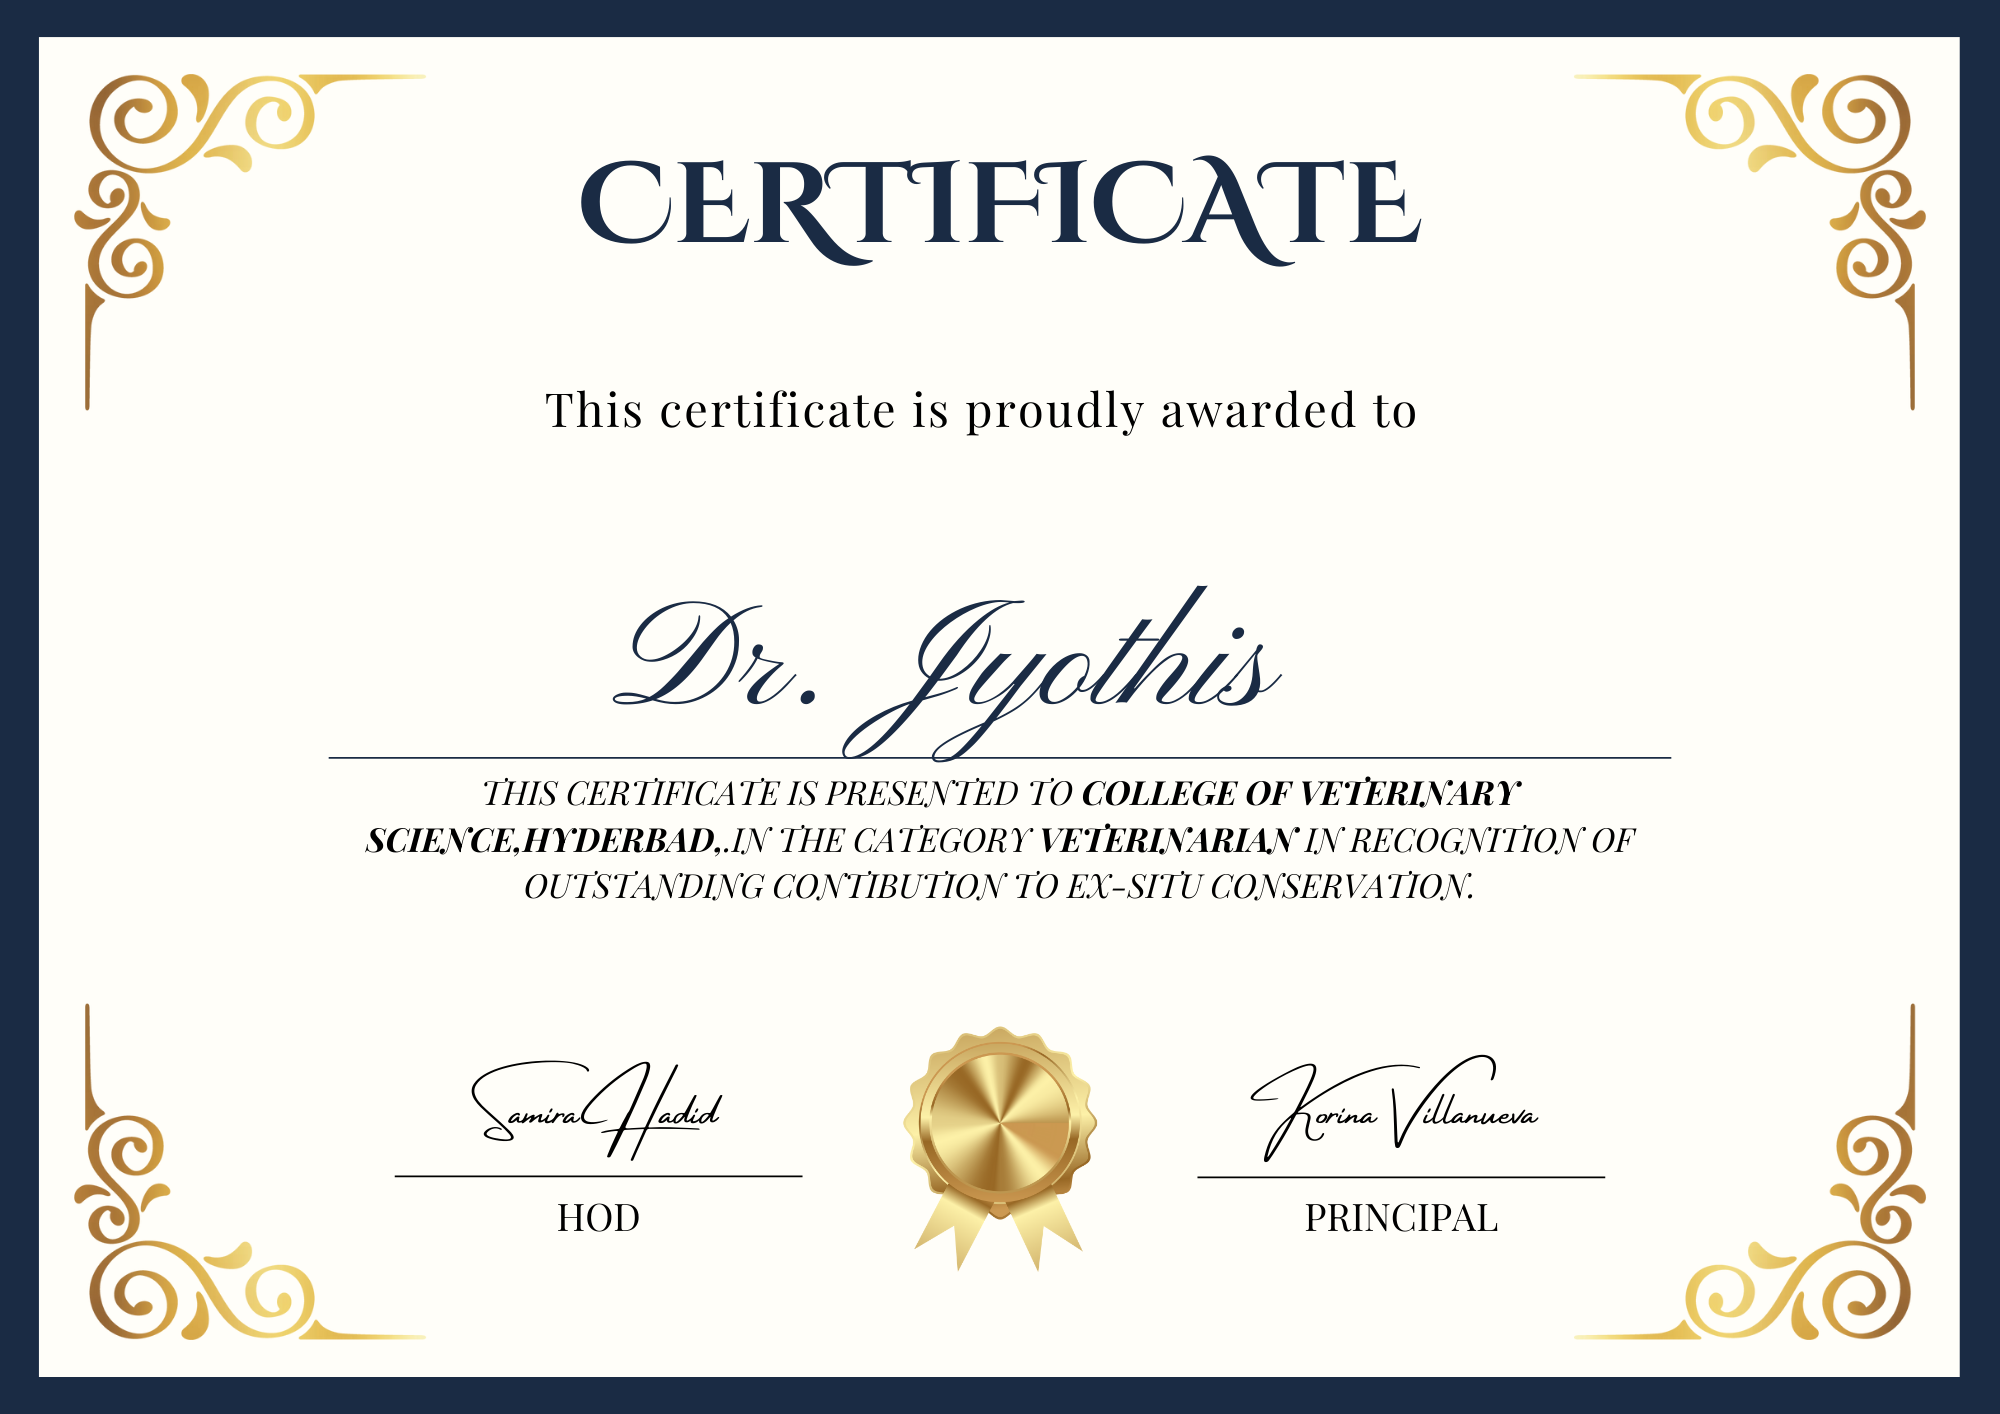 CERTIFICATE
This certificate is proudly awarded to
Dr. Jyothis
THIS CERTIFICATE IS PRESENTED TO COLLEGE OF VETERINARY
SCIENCE,HYDERBAD,.IN THE CATEGORY VETERINARIAN IN RECOGNITION OF
OUTSTANDING CONTIBUTION TO EX-SITU CONSERVATION.
Samira Hadid
Korina Villanueva
HOD
PRINCIPAL